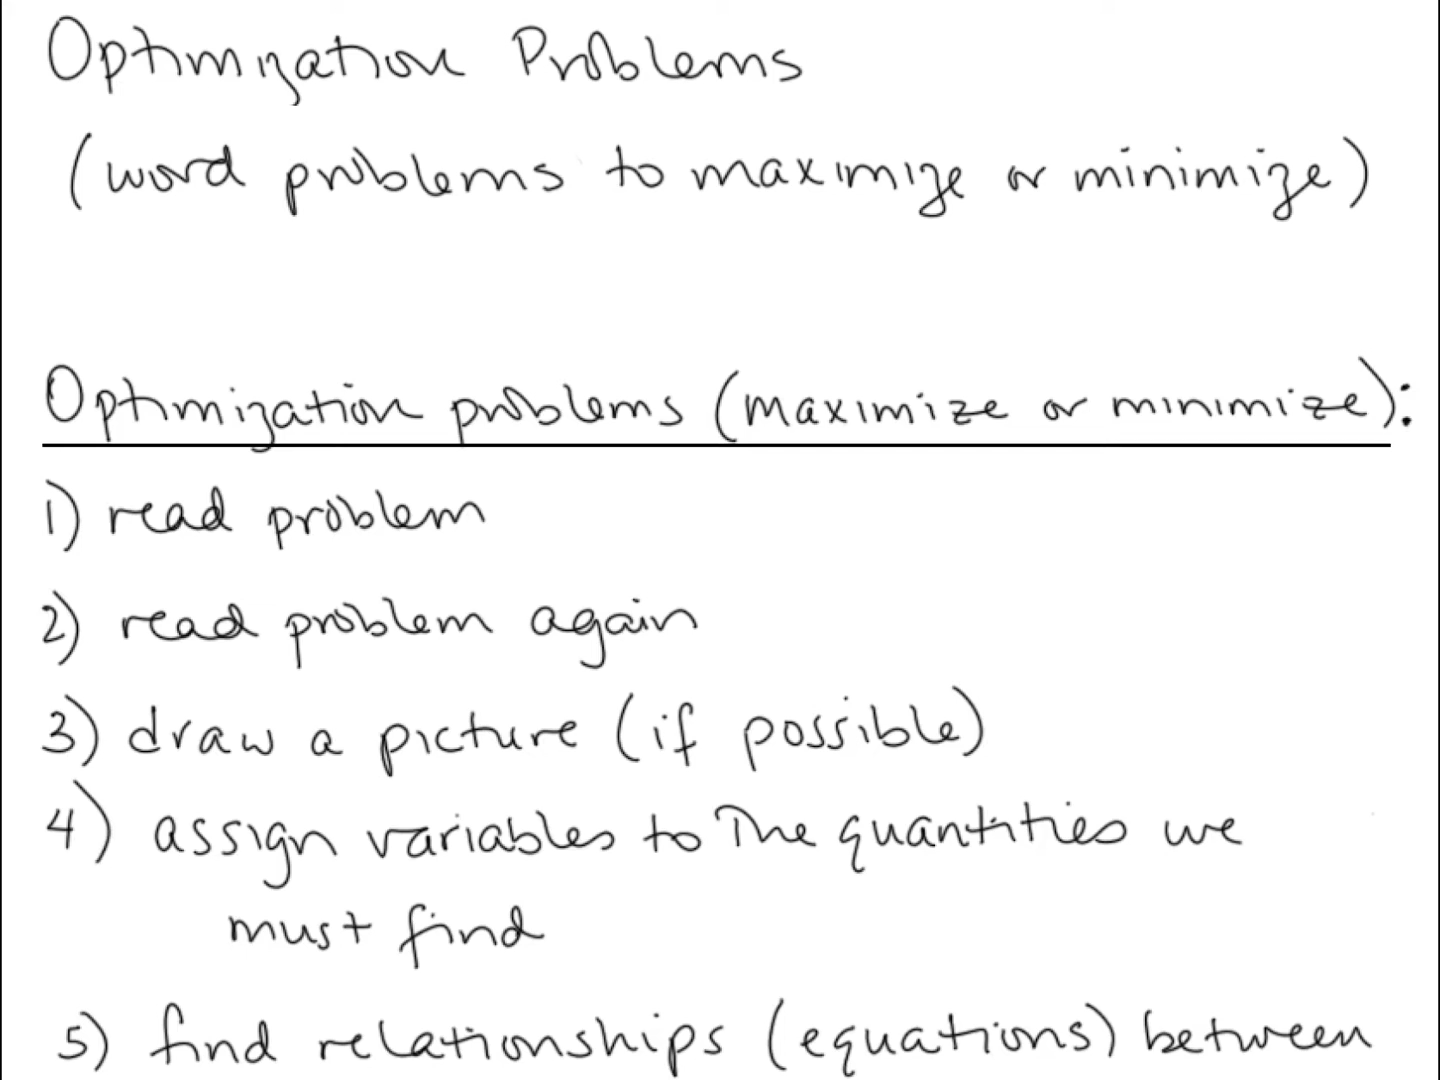 Optimization Problems
(word problems to maximize or minimize)
Optimization problems (maximize or minimize):
1) read problem
2) read problem again
3) draw a picture (if possible)
4) assign variables to the quantities we
must find
5) find relationships (equations) between